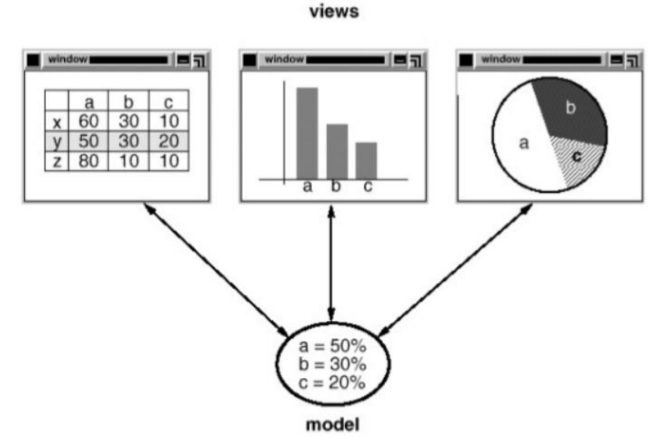 views
window
a b c
x 60 30 10
y 50 30 20
z 80 10 10
window
a b c
window
b
a
c
a = 50%
b = 30%
c = 20%
model